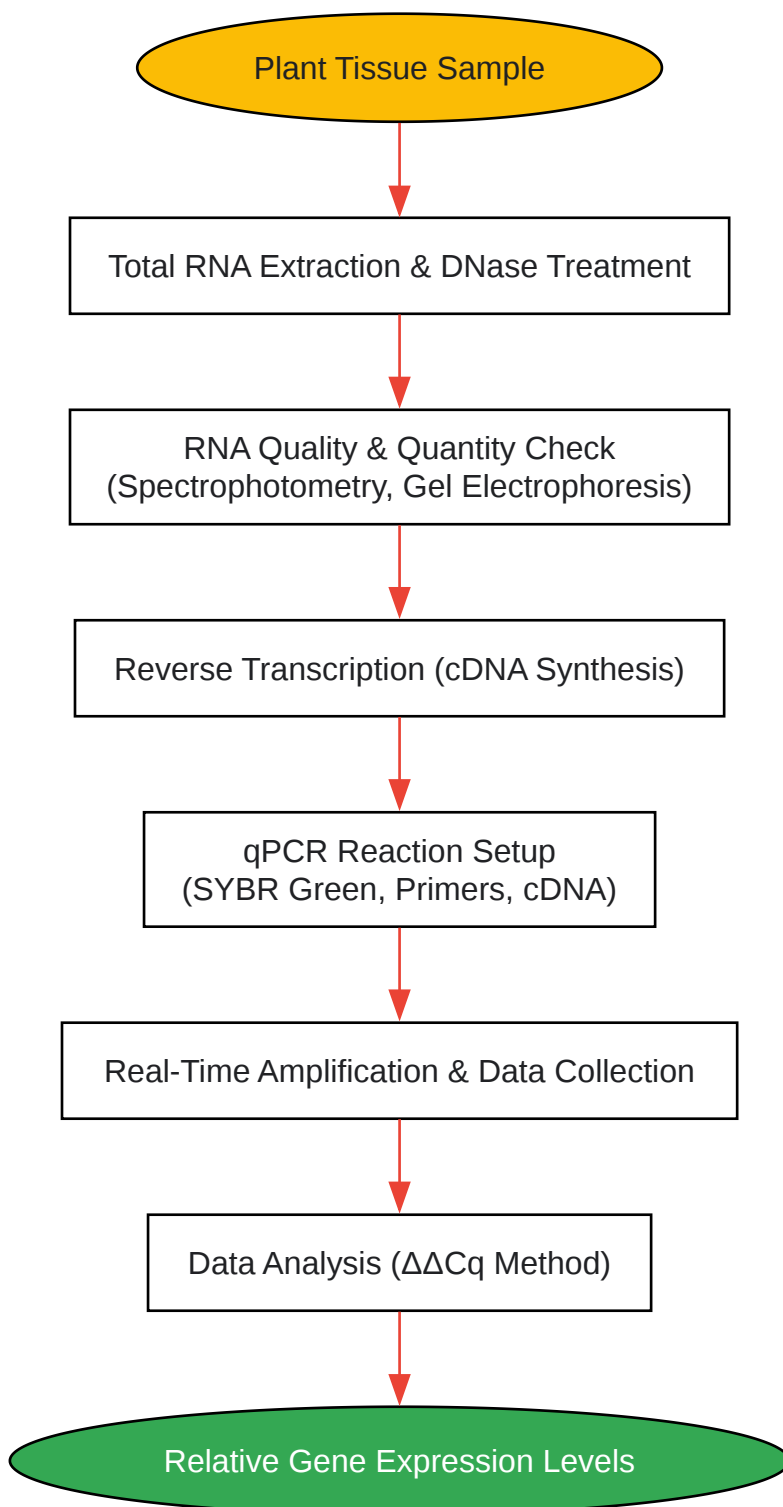 Plant Tissue Sample
Total RNA Extraction & DNase Treatment
RNA Quality & Quantity Check
(Spectrophotometry, Gel Electrophoresis)
Reverse Transcription (cDNA Synthesis)
qPCR Reaction Setup
(SYBR Green, Primers, cDNA)
Real-Time Amplification & Data Collection
Data Analysis (ΔΔCq Method)
Relative Gene Expression Levels